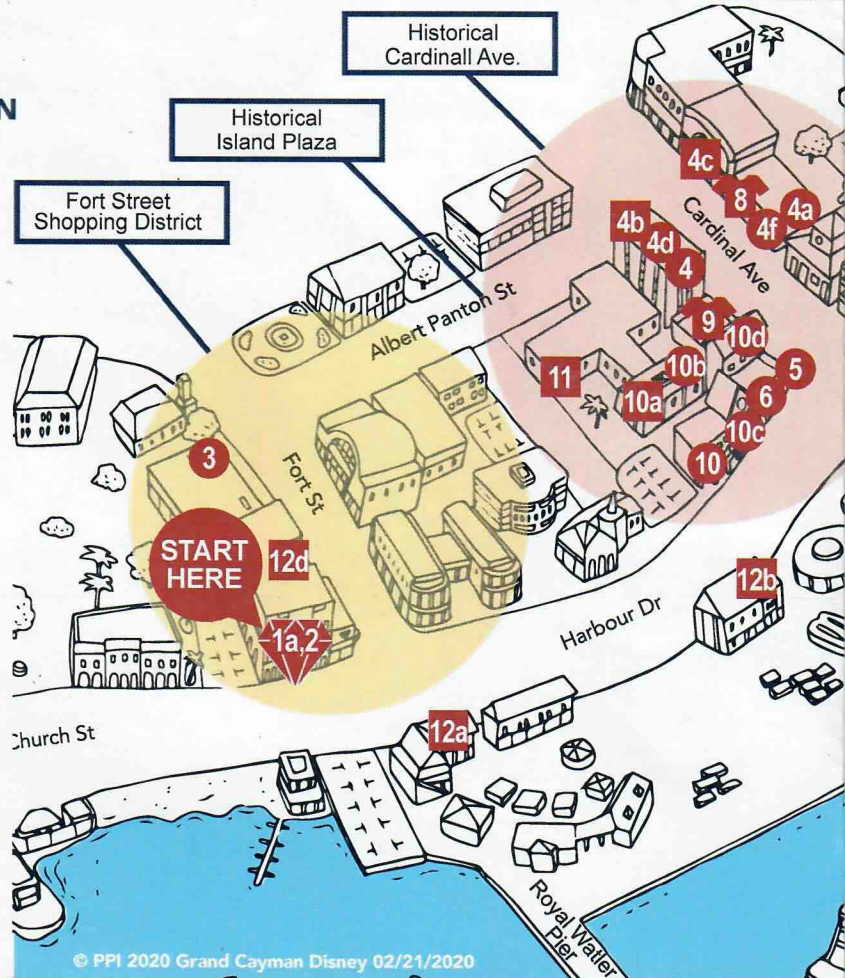 Historical
Cardinall Ave.
N
Historical
Island Plaza
Fort Street
Shopping District
4c
8
4a
4f
Cardinal Ave
4b
4d
4
Albert Panton St
9
10d
5
11
10b
6
10a
10c
10
3
Fort St
START
HERE
12d
1a,2
12b
Harbour Dr
12a
Church St
Royal Watler
Pier
© PPI 2020 Grand Cayman Disney 02/21/2020